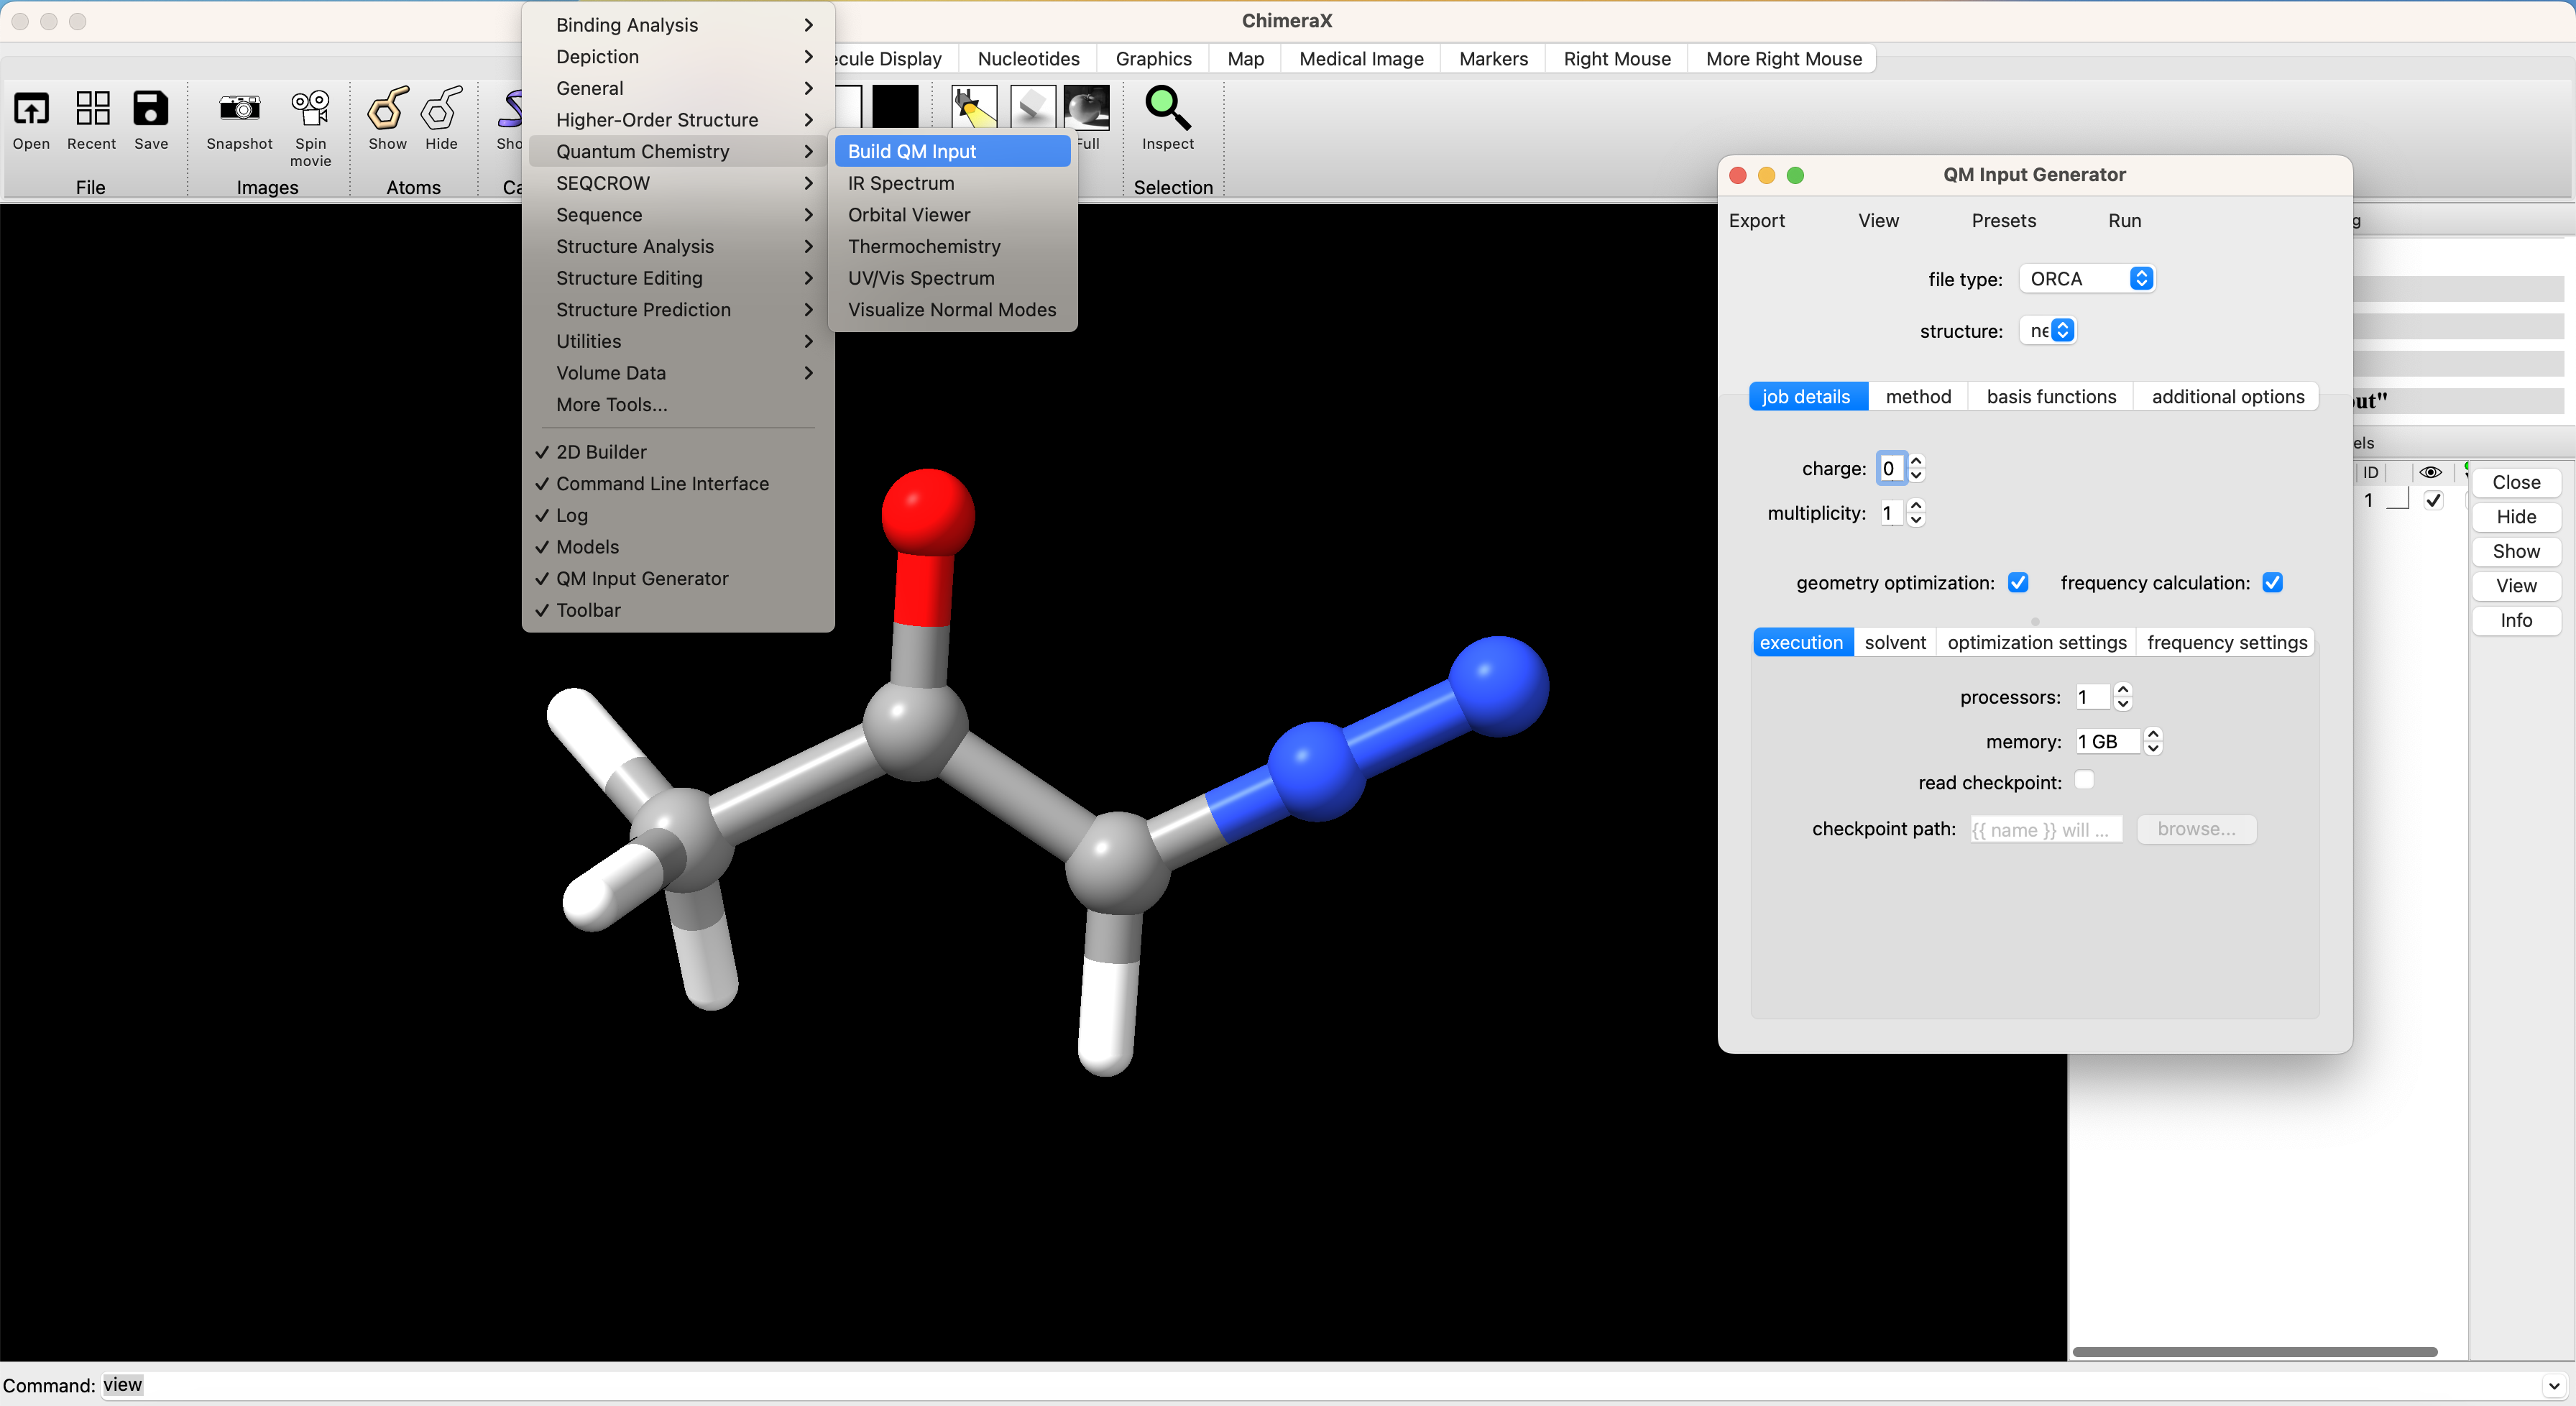 ChimeraX
Binding Analysis
Depiction
General
Higher-Order Structure
Quantum Chemistry
SEQCROW
Sequence
Structure Analysis
Structure Editing
Structure Prediction
Utilities
Volume Data
More Tools...
2D Builder
Command Line Interface
Log
Models
QM Input Generator
Toolbar
Build QM Input
IR Spectrum
Orbital Viewer
Thermochemistry
UV/Vis Spectrum
Visualize Normal Modes
ecule Display Nucleotides Graphics Map Medical Image Markers Right Mouse More Right Mouse
Open Recent Save Snapshot Spin movie Show Hide Sho Full Inspect
File Images Atoms Ca Selection
QM Input Generator
Export View Presets Run
file type: ORCA
structure: ne
job details method basis functions additional options
charge: 0
multiplicity: 1
geometry optimization: frequency calculation:
execution solvent optimization settings frequency settings
processors: 1
memory: 1 GB
read checkpoint:
checkpoint path: {{ name }} will ... browse...
g
out"
els
ID
1
Close
Hide
Show
View
Info
Command: view